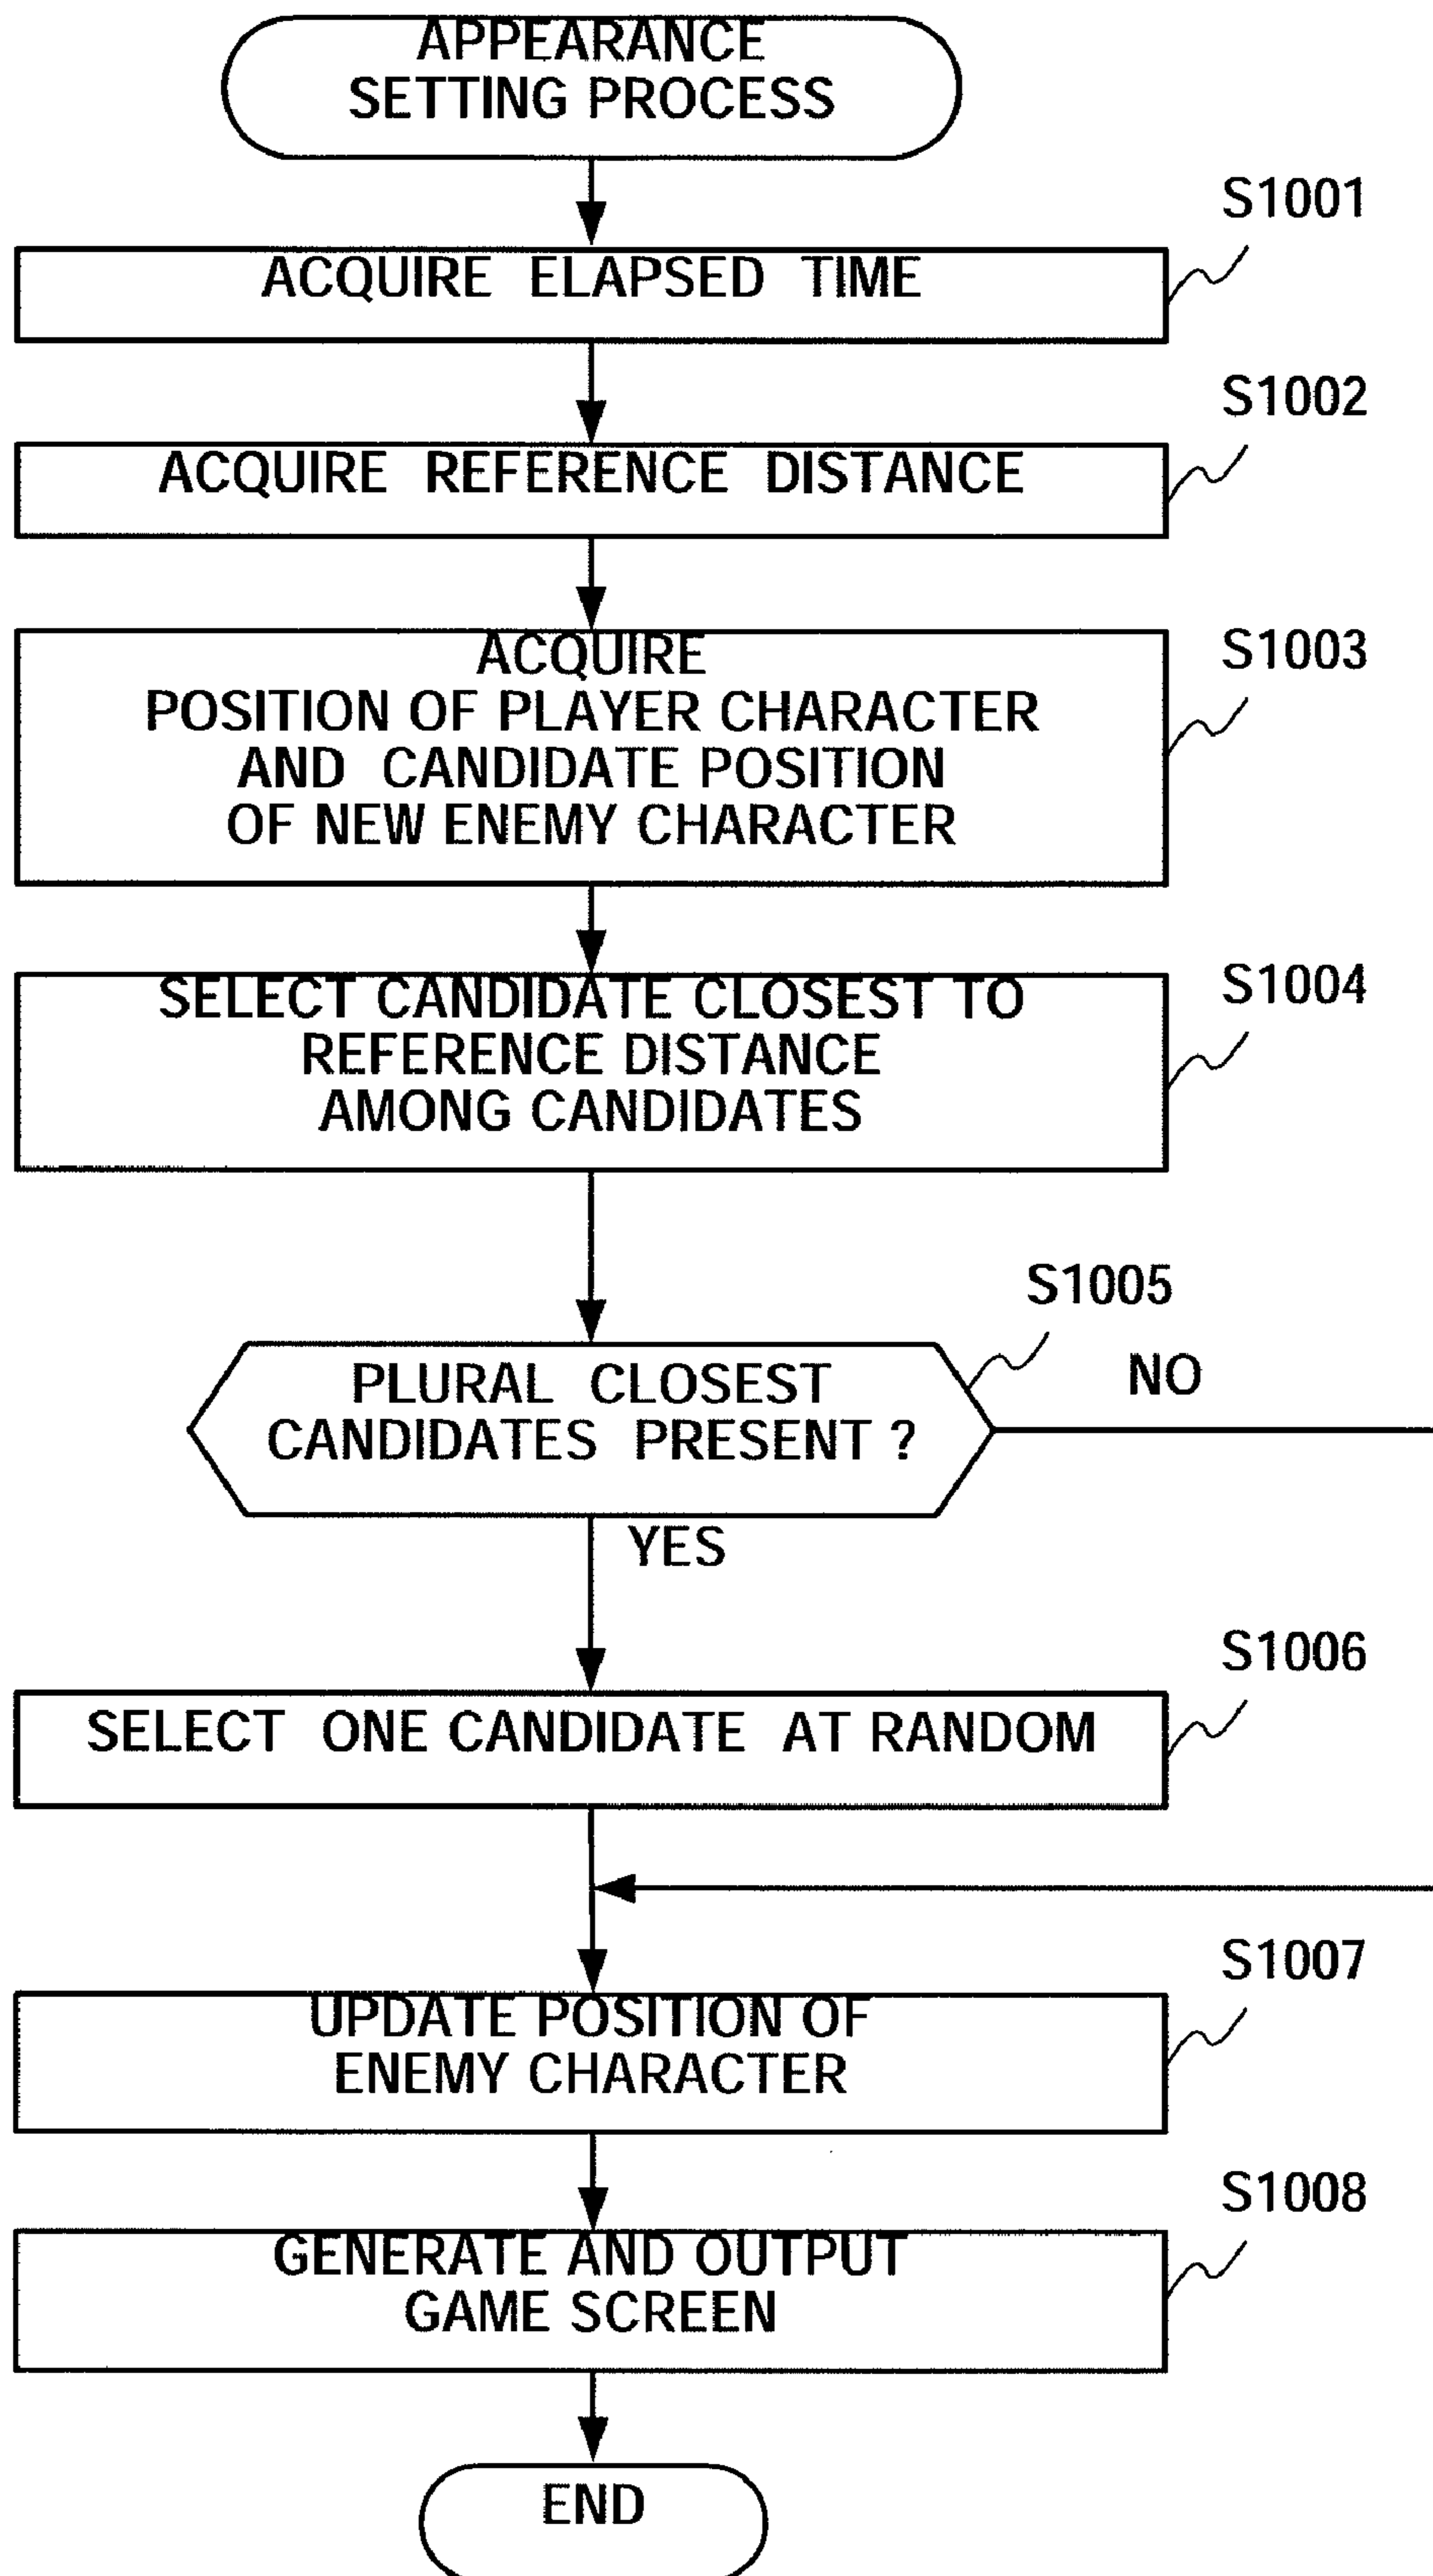 APPEARANCE
SETTING PROCESS
S1001
ACQUIRE ELAPSED TIME
S1002
ACQUIRE REFERENCE DISTANCE
S1003
ACQUIRE
POSITION OF PLAYER CHARACTER
AND CANDIDATE POSITION
OF NEW ENEMY CHARACTER
S1004
SELECT CANDIDATE CLOSEST TO
REFERENCE DISTANCE
AMONG CANDIDATES
S1005
PLURAL CLOSEST
CANDIDATES PRESENT ?
NO
YES
S1006
SELECT ONE CANDIDATE AT RANDOM
S1007
UPDATE POSITION OF
ENEMY CHARACTER
S1008
GENERATE AND OUTPUT
GAME SCREEN
END